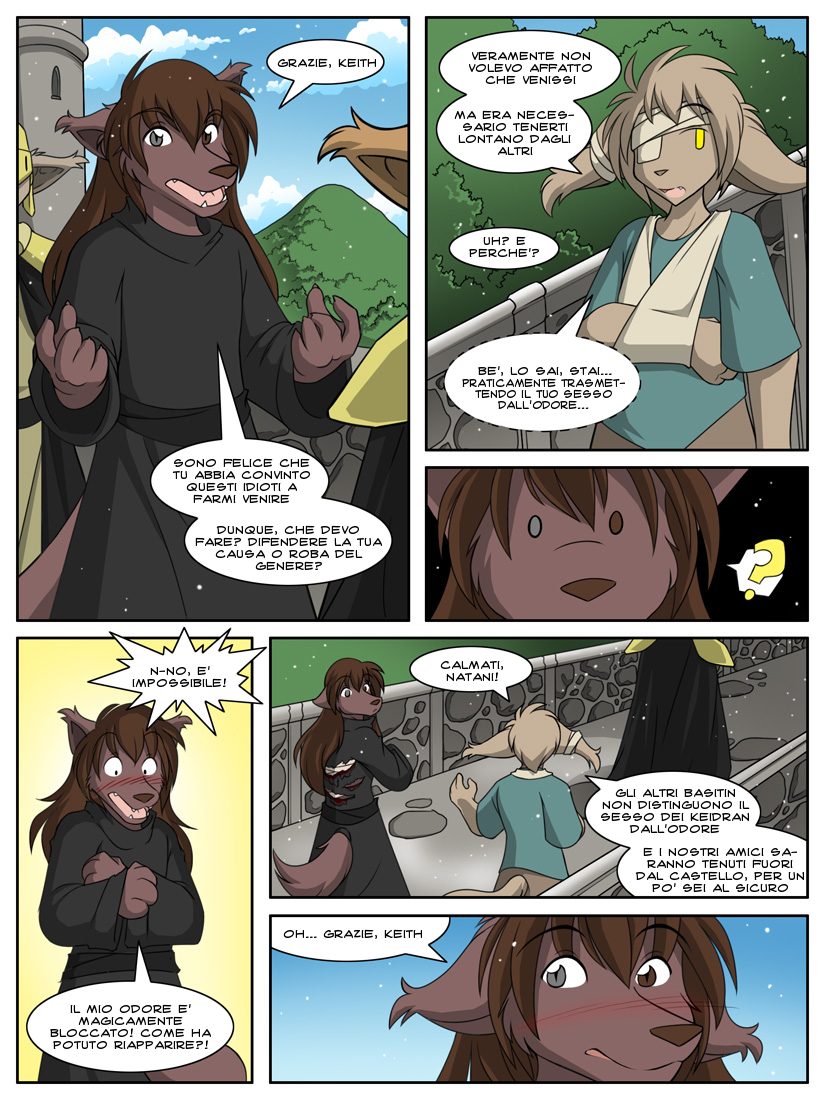 GRAZIE, KEITH
SONO FELICE CHE
TU ABBIA CONVINTO
QUESTI IDIOTI A
FARMI VENIRE
DUNQUE, CHE DEVO
FARE? DIFENDERE LA TUA
CAUSA O ROBA DEL
GENERE?
VERAMENTE NON
VOLEVO AFFATTO
CHE VENISSI
MA ERA NECES-
SARIO TENERTI
LONTANO DAGLI
ALTRI
UH? E
PERCHE'?
BE', LO SAI, STAI...
PRATICAMENTE TRASMET-
TENDO IL TUO SESSO
DALL'ODORE...
?
N-NO, E'
IMPOSSIBILE!
IL MIO ODORE E'
MAGICAMENTE
BLOCCATO! COME HA
POTUTO RIAPPARIRE?!
CALMATI,
NATANI!
GLI ALTRI BASITIN
NON DISTINGUONO IL
SESSO DEI KEIDRAN
DALL'ODORE
E I NOSTRI AMICI SA-
RANNO TENUTI FUORI
DAL CASTELLO, PER UN
PO' SEI AL SICURO
OH... GRAZIE, KEITH